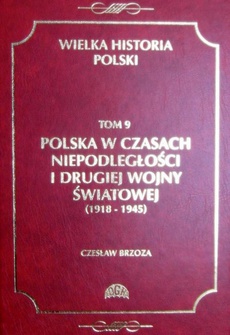 WIELKA HISTORIA
POLSKI
TOM 9
POLSKA W CZASACH
NIEPODLEGŁOŚCI
I DRUGIEJ WOJNY
ŚWIATOWEJ
(1918 - 1945)
CZESŁAW BRZOZA